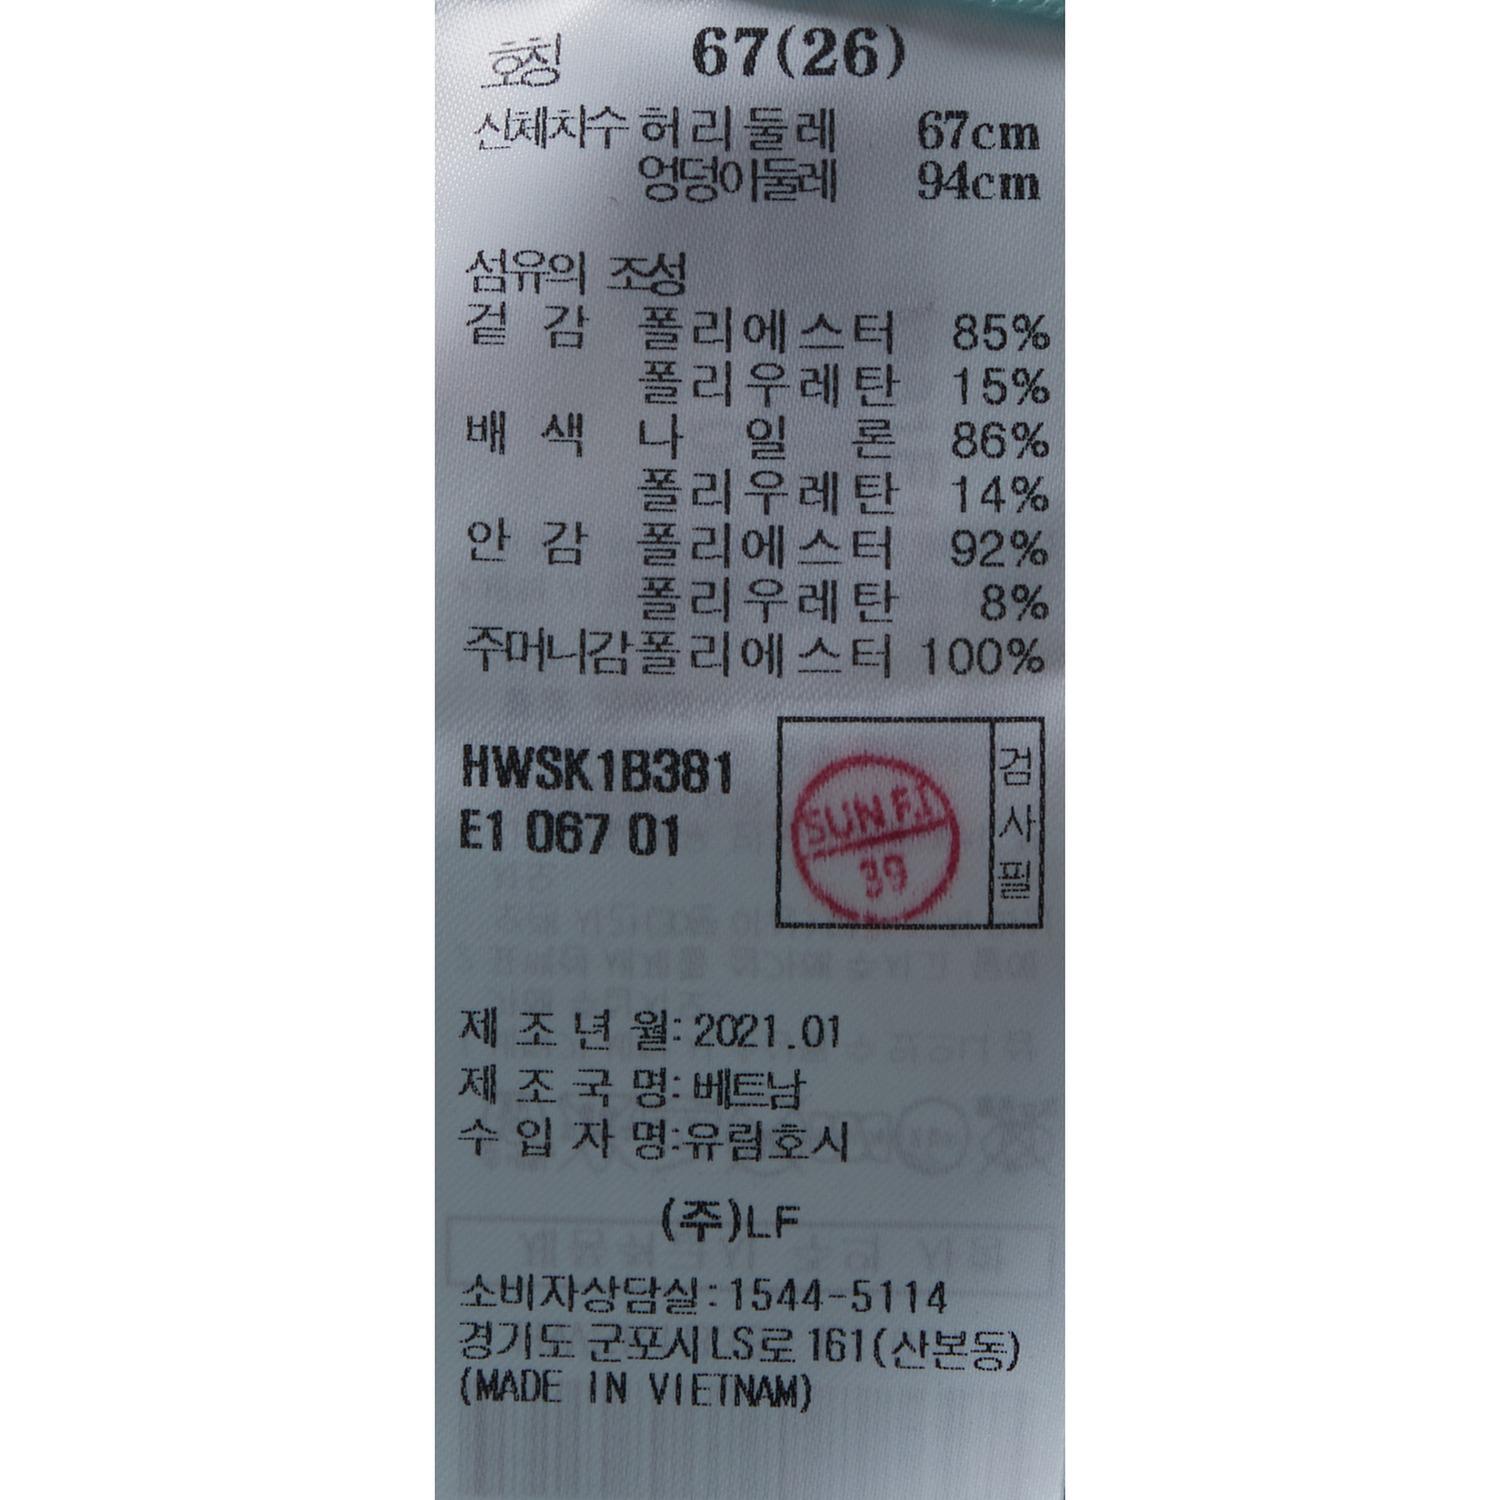 호칭 67(26)
신체치수 허리둘레 67cm
엉덩이둘레 94cm
섬유의 조성
겉 감 폴리에스터 85%
폴리우레탄 15%
배 색 나 일 론 86%
폴리우레탄 14%
안 감 폴리에스터 92%
폴리우레탄 8%
주머니감 폴리에스터 100%
HWSK1B381
E1 067 01
SUN F.I
39
검사필
제 조 년 월: 2021.01
제 조 국 명: 베트남
수 입 자 명:유림호시
(주)LF
소비자상담실:1544-5114
경기도 군포시 LS로 161(산본동)
(MADE IN VIETNAM)